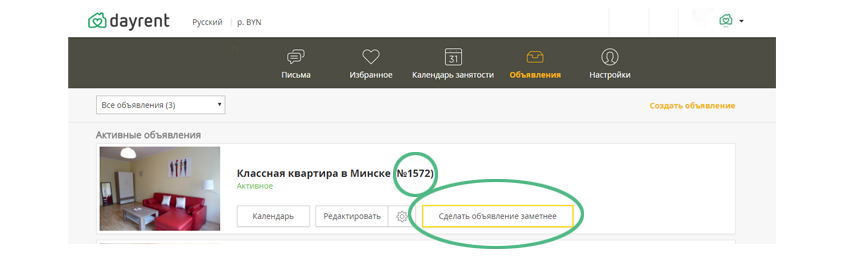 dayrent
Русский | р. BYN
Письма
Избранное
31
Календарь занятости
Объявления
Настройки
Все объявления (3)
Создать объявление
Активные объявления
Классная квартира в Минске (№1572)
Активное
Календарь
Редактировать
Сделать объявление заметнее